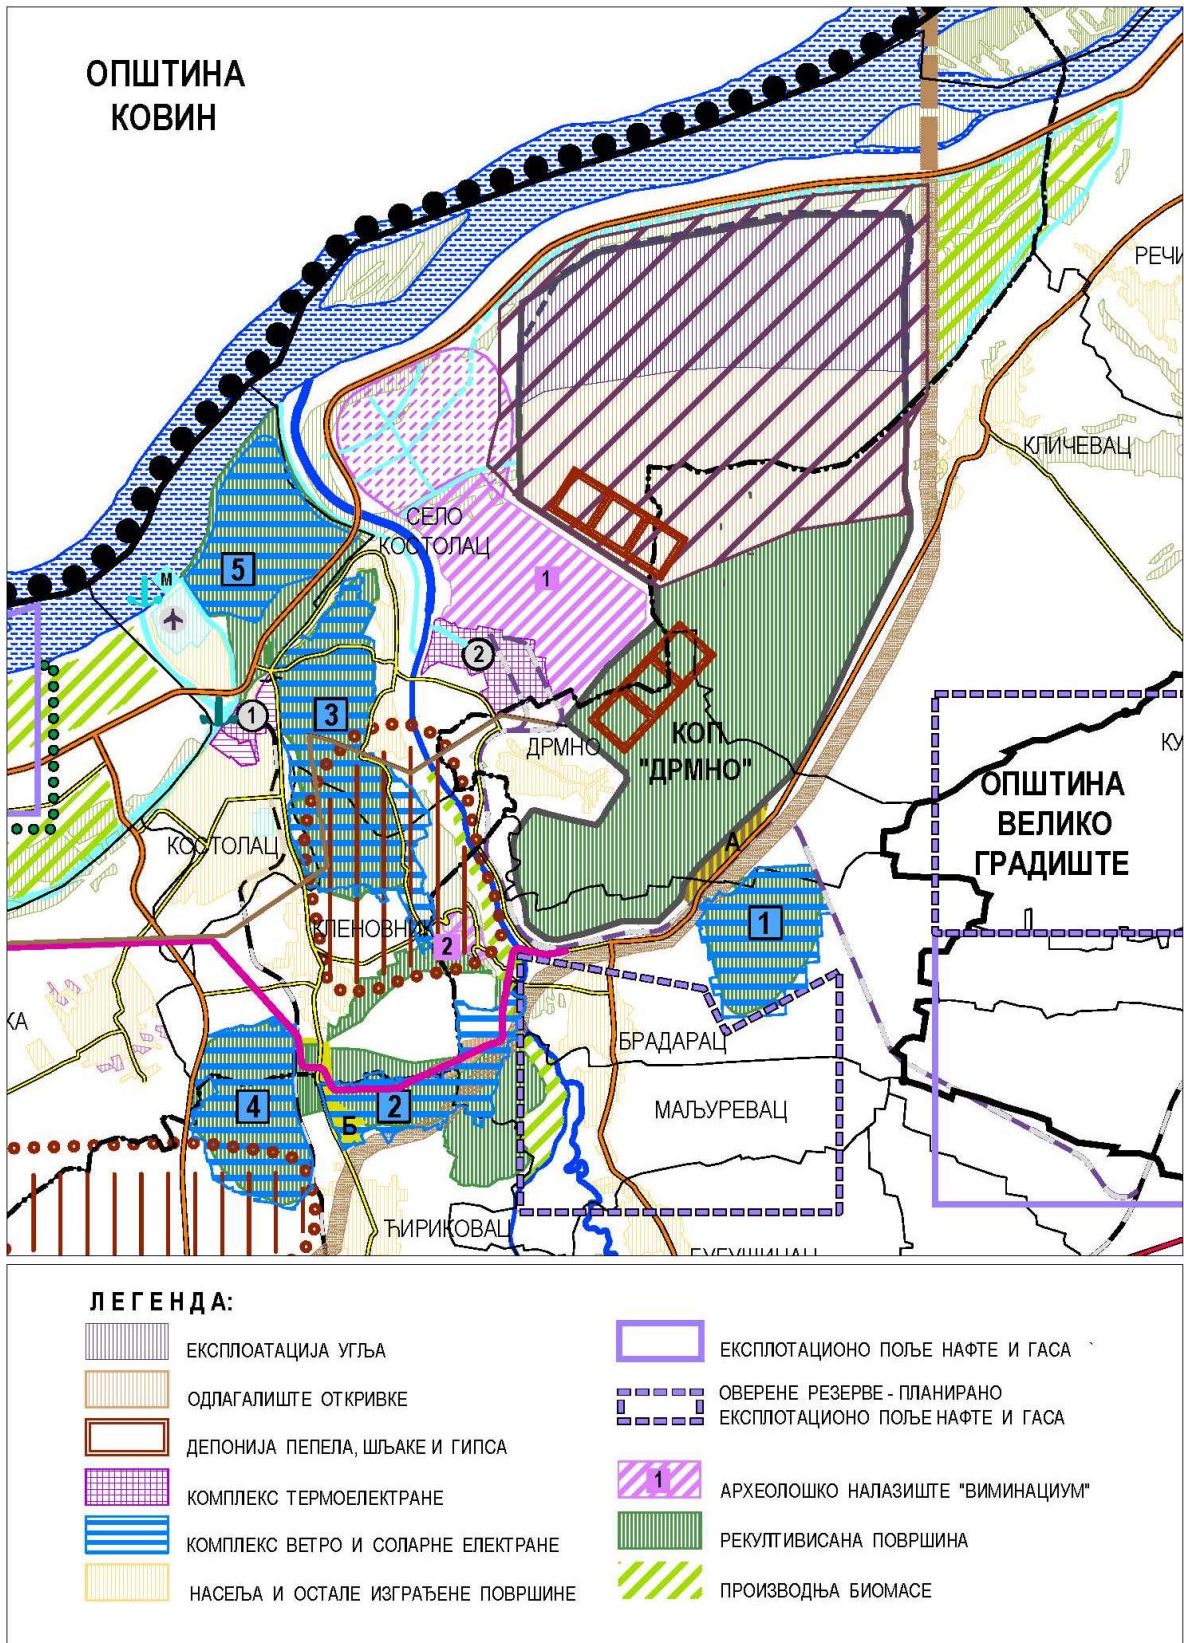 ОПШТИНА
КОВИН
РЕЧИ
КЛИЧЕВАЦ
СЕЛО
КОСТОЛАЦ
1
5
М
2
3
1
ДРМНО
КОП
"ДРМНО"
КУ
ОПШТИНА
ВЕЛИКО
ГРАДИШТЕ
А
КОСТОЛАЦ
КЛЕНОВНИК
2
1
КА
БРАДАРАЦ
4
2
Б
МАЉУРЕВАЦ
ЋИРИКОВАЦ
ЛЕГЕНДА:
ЕКСПЛОАТАЦИЈА УГЉА
ОДЛАГАЛИШТЕ ОТКРИВКЕ
ДЕПОНИЈА ПЕПЕЛА, ШЉАКЕ И ГИПСА
КОМПЛЕКС ТЕРМОЕЛЕКТРАНЕ
КОМПЛЕКС ВЕТРО И СОЛАРНЕ ЕЛЕКТРАНЕ
НАСЕЉА И ОСТАЛЕ ИЗГРАЂЕНЕ ПОВРШИНЕ
ЕКСПЛОТАЦИОНО ПОЉЕ НАФТЕ И ГАСА
ОВЕРЕНЕ РЕЗЕРВЕ - ПЛАНИРАНО
ЕКСПЛОТАЦИОНО ПОЉЕ НАФТЕ И ГАСА
1
АРХЕОЛОШКО НАЛАЗИШТЕ "ВИМИНАЦИУМ"
РЕКУЛТИВИСАНА ПОВРШИНА
ПРОИЗВОДЊА БИОМАСЕ